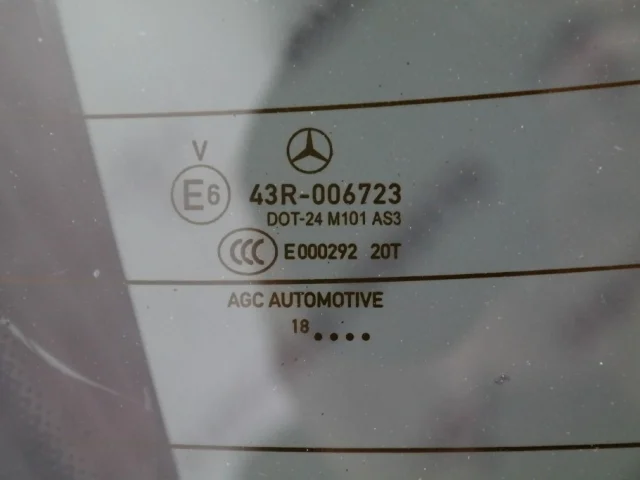 V
E6 43R-006723
DOT-24 M101 AS3
CCC E000292 20T
AGC AUTOMOTIVE
18 ....